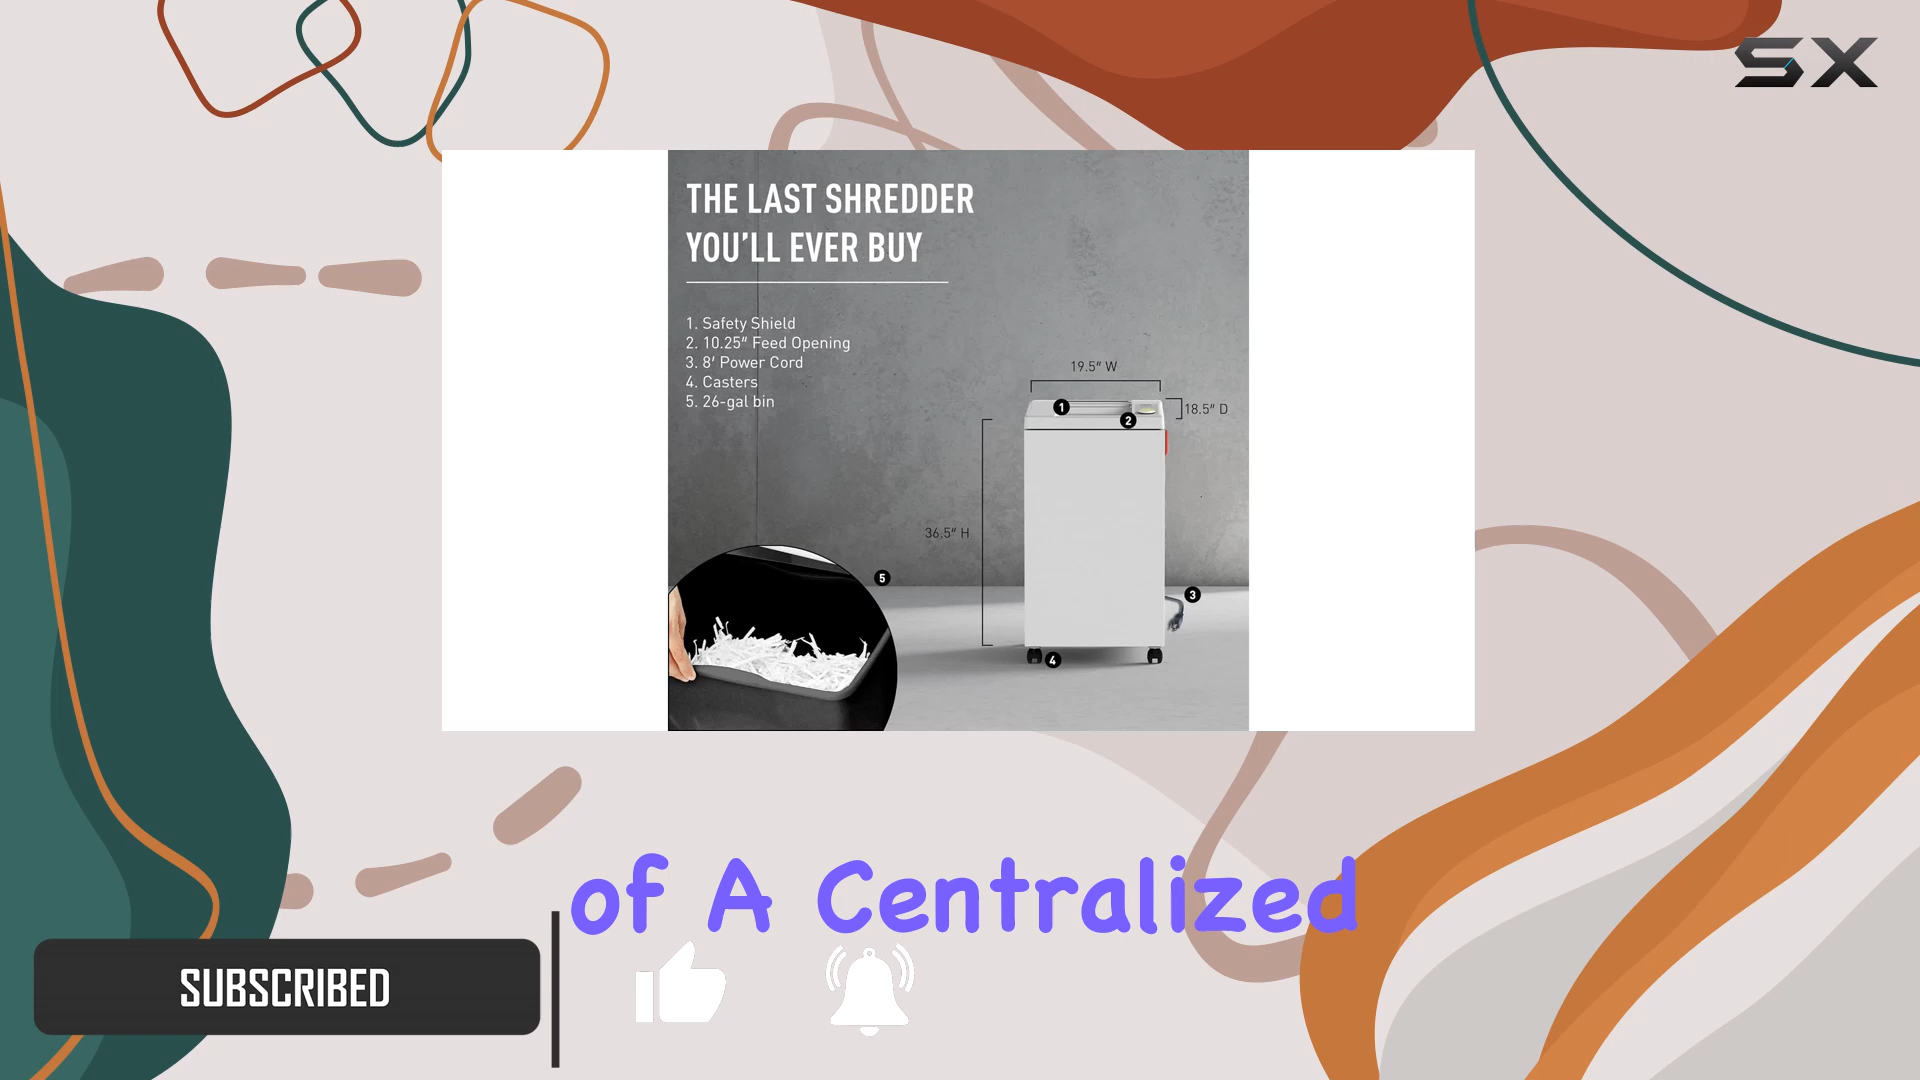 SX
THE LAST SHREDDER
YOU'LL EVER BUY
1. Safety Shield
2. 10.25" Feed Opening
3. 8' Power Cord
4. Casters
5. 26-gal bin
19.5" W
1
2
18.5" D
36.5" H
5
3
4
of A Centralized
SUBSCRIBED